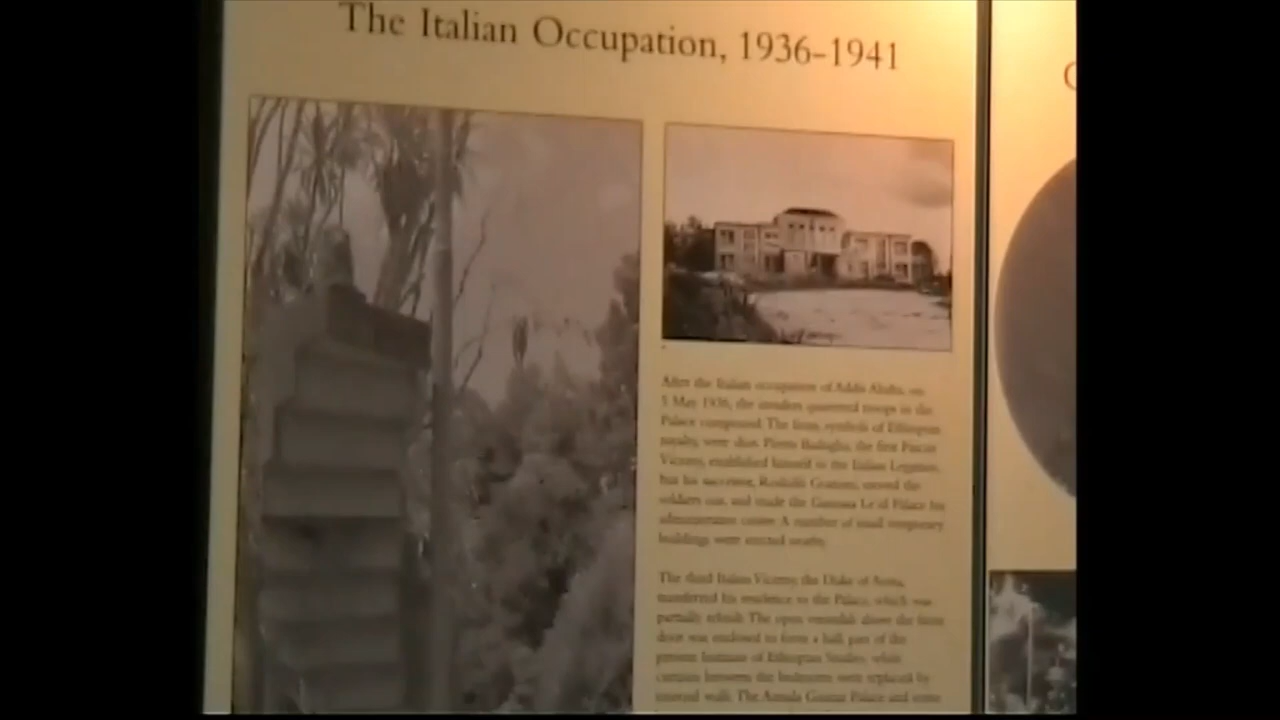 The Italian Occupation, 1936–1941
After the Italian occupation of Addis Ababa, on
5 May 1936, the invaders quartered troops in the
Palace compound. The lions, symbols of Ethiopian
royalty, were shot. Pietro Badoglio, the first Fascist
Viceroy, established himself in the Italian Legation,
but his successor, Rodolfo Graziani, moved the
soldiers out, and made the Gannata Le'ul Palace his
administrative centre. A number of small temporary
buildings were erected nearby.
The third Italian Viceroy, the Duke of Aosta,
transferred his residence to the Palace, which was
partially rebuilt. The open verandah above the front
door was enclosed to form a hall, part of the
present Institute of Ethiopian Studies, while
curtains between the bedrooms were replaced by
walls. The Palace and some